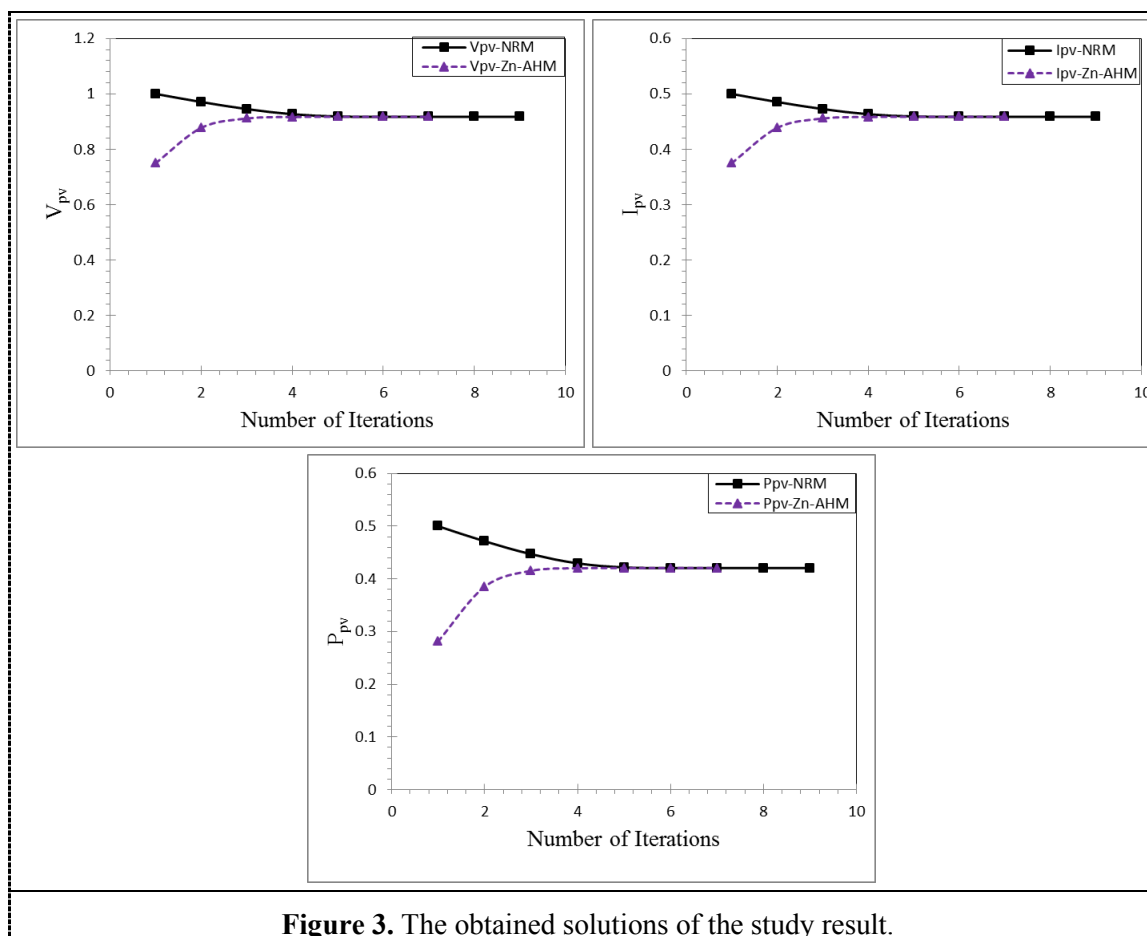 1.2
1
0.8
0.6
0.4
0.2
0
V_pv
Vpv-NRM
Vpv-Zn-AHM
0 2 4 6 8 10
Number of Iterations
0.6
0.5
0.4
0.3
0.2
0.1
0
I_pv
Ipv-NRM
Ipv-Zn-AHM
0 2 4 6 8 10
Number of Iterations
0.6
0.5
0.4
0.3
0.2
0.1
0
P_pv
Ppv-NRM
Ppv-Zn-AHM
0 2 4 6 8 10
Number of Iterations
Figure 3. The obtained solutions of the study result.